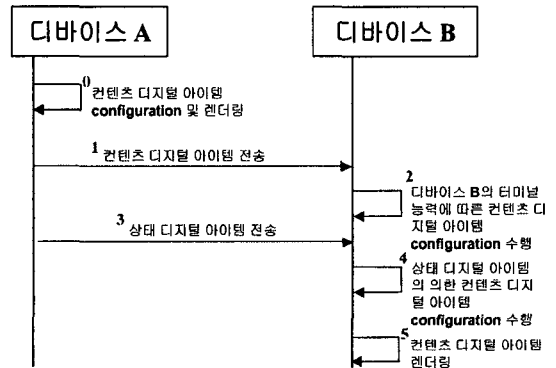 디바이스 A
디바이스 B
0
컨텐츠 디지털 아이템
configuration 및 렌더링
1
컨텐츠 디지털 아이템 전송
2
디바이스 B의 터미널
능력에 따른 컨텐츠 디
지털 아이템
configuration 수행
3
상태 디지털 아이템 전송
4
상태 디지털 아이템
의 의한 컨텐츠 디지
털 아이템
configuration 수행
5
컨텐츠 디지털 아이템
렌더링